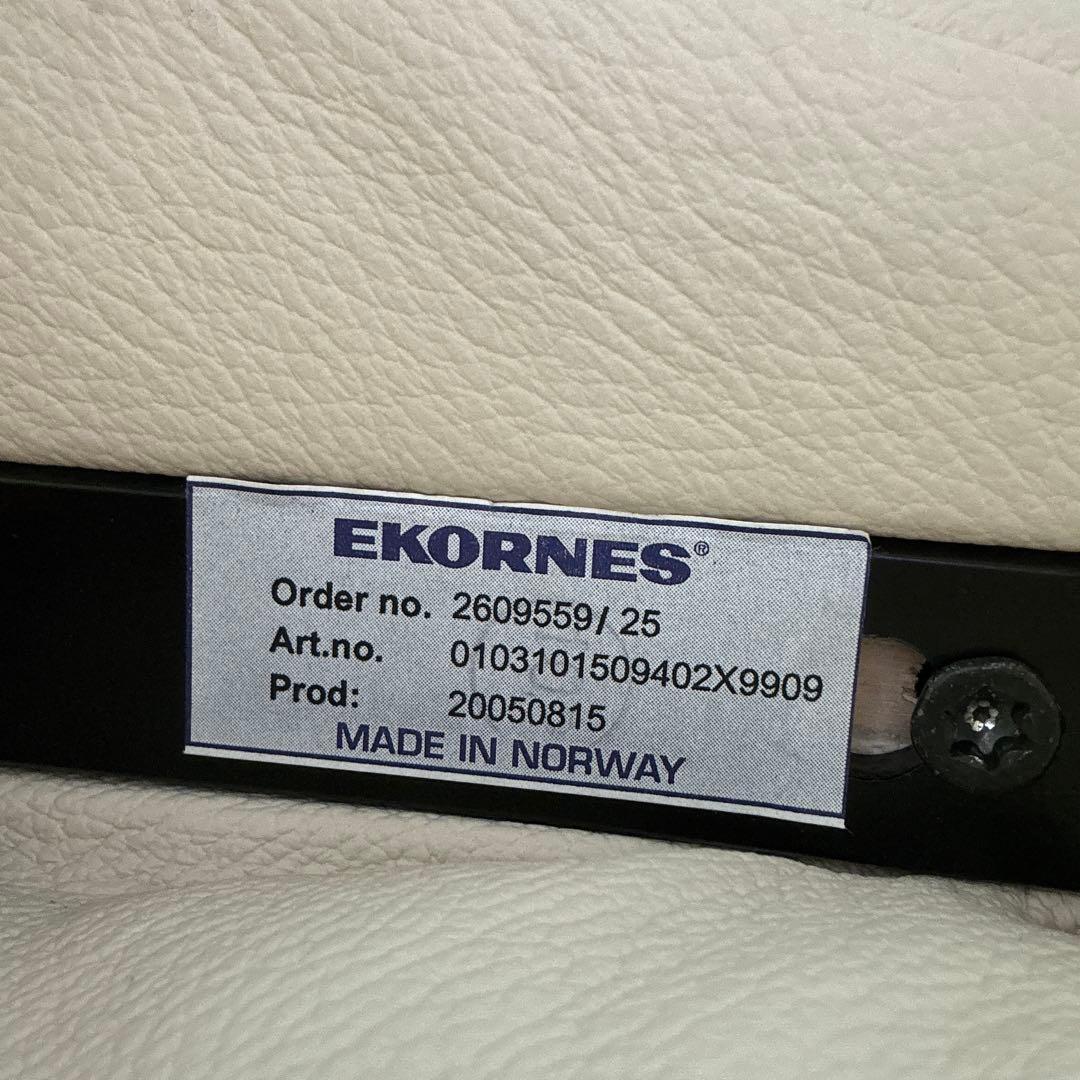 EKORNES®
Order no. 2609559/ 25
Art.no. 0103101509402X9909
Prod: 20050815
MADE IN NORWAY